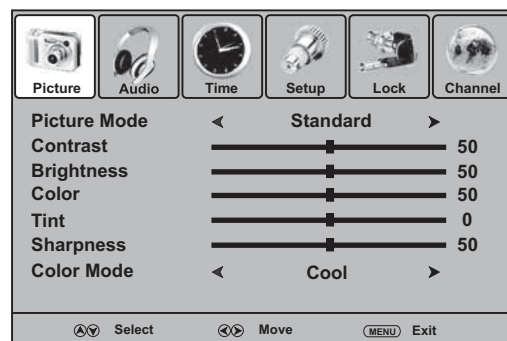 Picture Audio Time Setup Lock Channel
Picture Mode Standard
Contrast 50
Brightness 50
Color 50
Tint 0
Sharpness 50
Color Mode Cool
Select Move MENU Exit